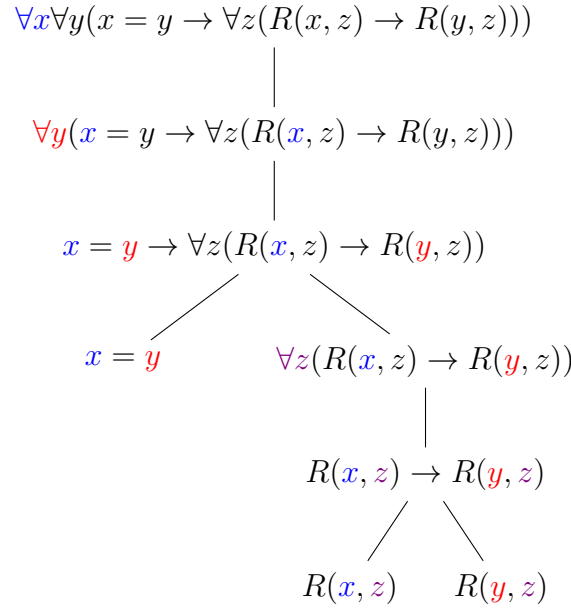 ∀x∀y(x = y → ∀z(R(x, z) → R(y, z)))
∀y(x = y → ∀z(R(x, z) → R(y, z)))
x = y → ∀z(R(x, z) → R(y, z))
x = y
∀z(R(x, z) → R(y, z))
R(x, z) → R(y, z)
R(x, z)
R(y, z)